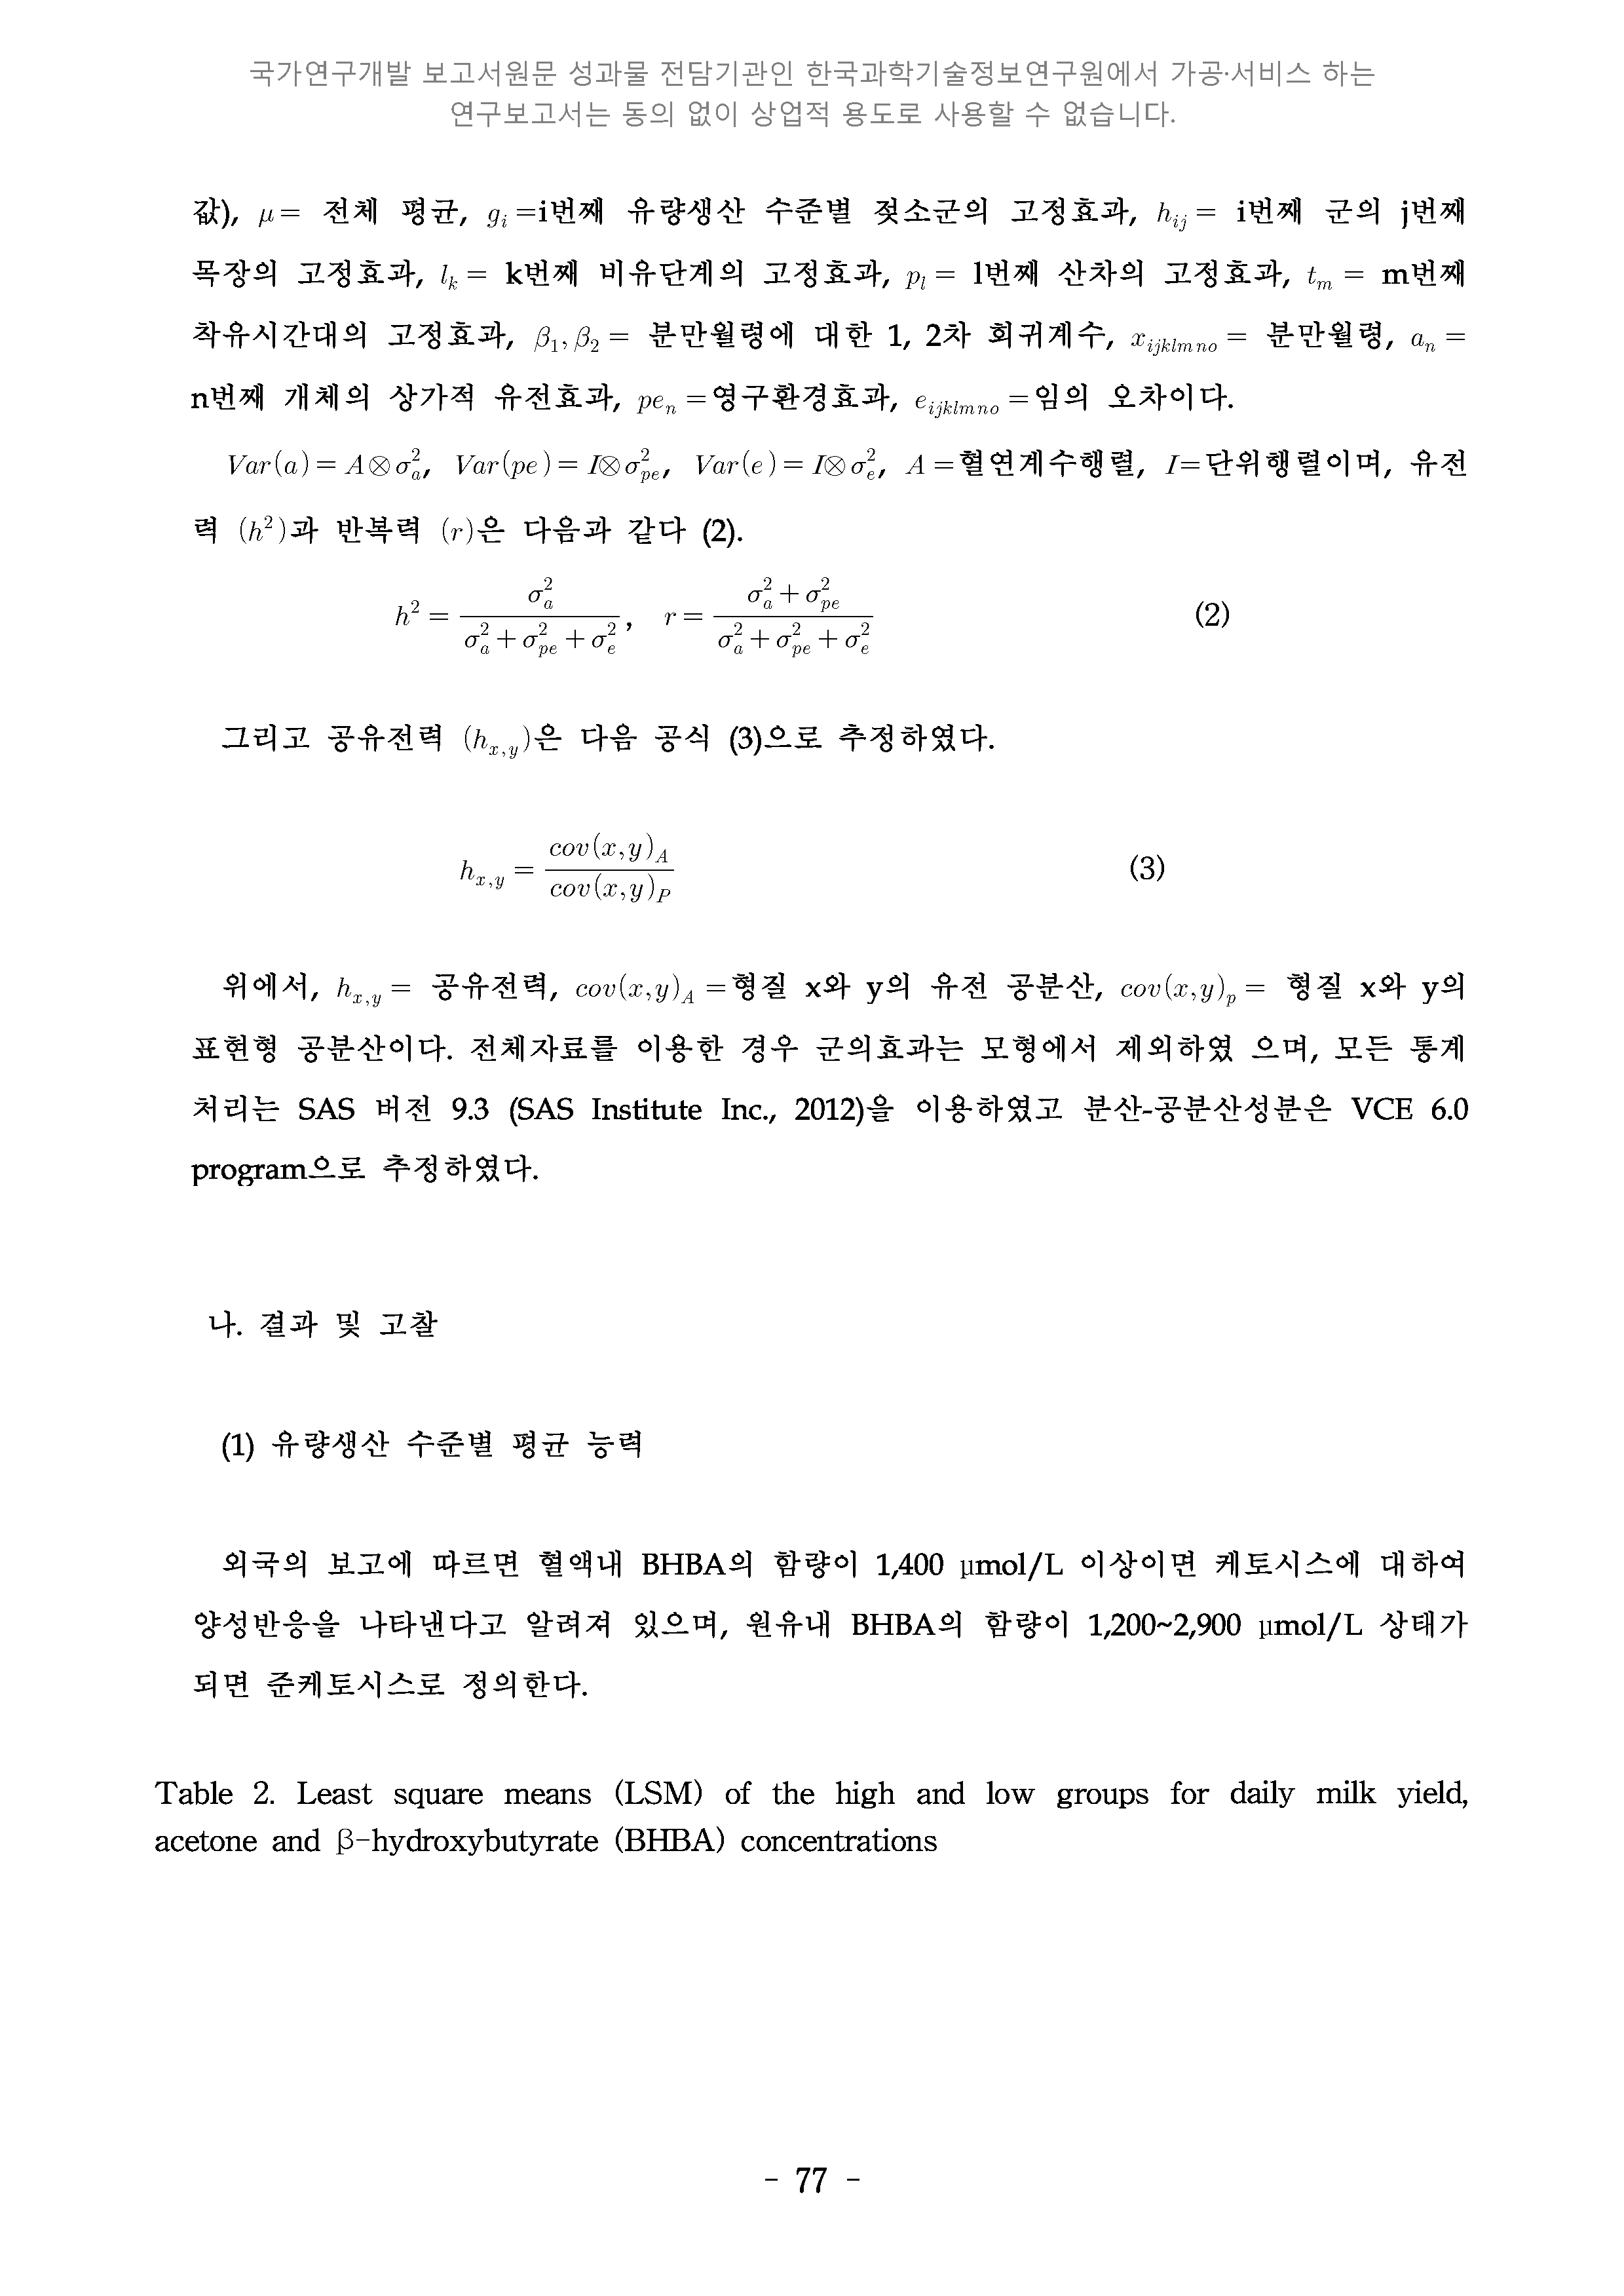 국가연구개발 보고서원문 성과물 전담기관인 한국과학기술정보연구원에서 가공·서비스 하는
연구보고서는 동의 없이 상업적 용도로 사용할 수 없습니다.
값), μ= 전체 평균, g_i =i번째 유량생산 수준별 젖소군의 고정효과, h_{ij} = i번째 군의 j번째
목장의 고정효과, l_k = k번째 비유단계의 고정효과, p_l = l번째 산차의 고정효과, t_m = m번째
착유시간대의 고정효과, β_1, β_2 = 분만월령에 대한 1, 2차 회귀계수, x_{ijklmno} = 분만월령, a_n =
n번째 개체의 상가적 유전효과, pe_n =영구환경효과, e_{ijklmno} =임의 오차이다.
Var(a) = A⊗σ_a^2, Var(pe) = I⊗σ_{pe}^2, Var(e) = I⊗σ_e^2, A =혈연계수행렬, I=단위행렬이며, 유전
력 (h^2)과 반복력 (r)은 다음과 같다 (2).
h^2 = \frac{σ_a^2}{σ_a^2 + σ_{pe}^2 + σ_e^2}, r = \frac{σ_a^2 + σ_{pe}^2}{σ_a^2 + σ_{pe}^2 + σ_e^2} (2)
그리고 공유전력 (h_{x,y})은 다음 공식 (3)으로 추정하였다.
h_{x,y} = \frac{cov(x,y)_A}{cov(x,y)_P} (3)
위에서, h_{x,y} = 공유전력, cov(x,y)_A =형질 x와 y의 유전 공분산, cov(x,y)_p = 형질 x와 y의
표현형 공분산이다. 전체자료를 이용한 경우 군의효과는 모형에서 제외하였 으며, 모든 통계
처리는 SAS 버전 9.3 (SAS Institute Inc., 2012)을 이용하였고 분산-공분산성분은 VCE 6.0
program으로 추정하였다.
나. 결과 및 고찰
(1) 유량생산 수준별 평균 능력
외국의 보고에 따르면 혈액내 BHBA의 함량이 1,400 μmol/L 이상이면 케토시스에 대하여
양성반응을 나타낸다고 알려져 있으며, 원유내 BHBA의 함량이 1,200~2,900 μmol/L 상태가
되면 준케토시스로 정의한다.
Table 2. Least square means (LSM) of the high and low groups for daily milk yield,
acetone and β-hydroxybutyrate (BHBA) concentrations
- 77 -